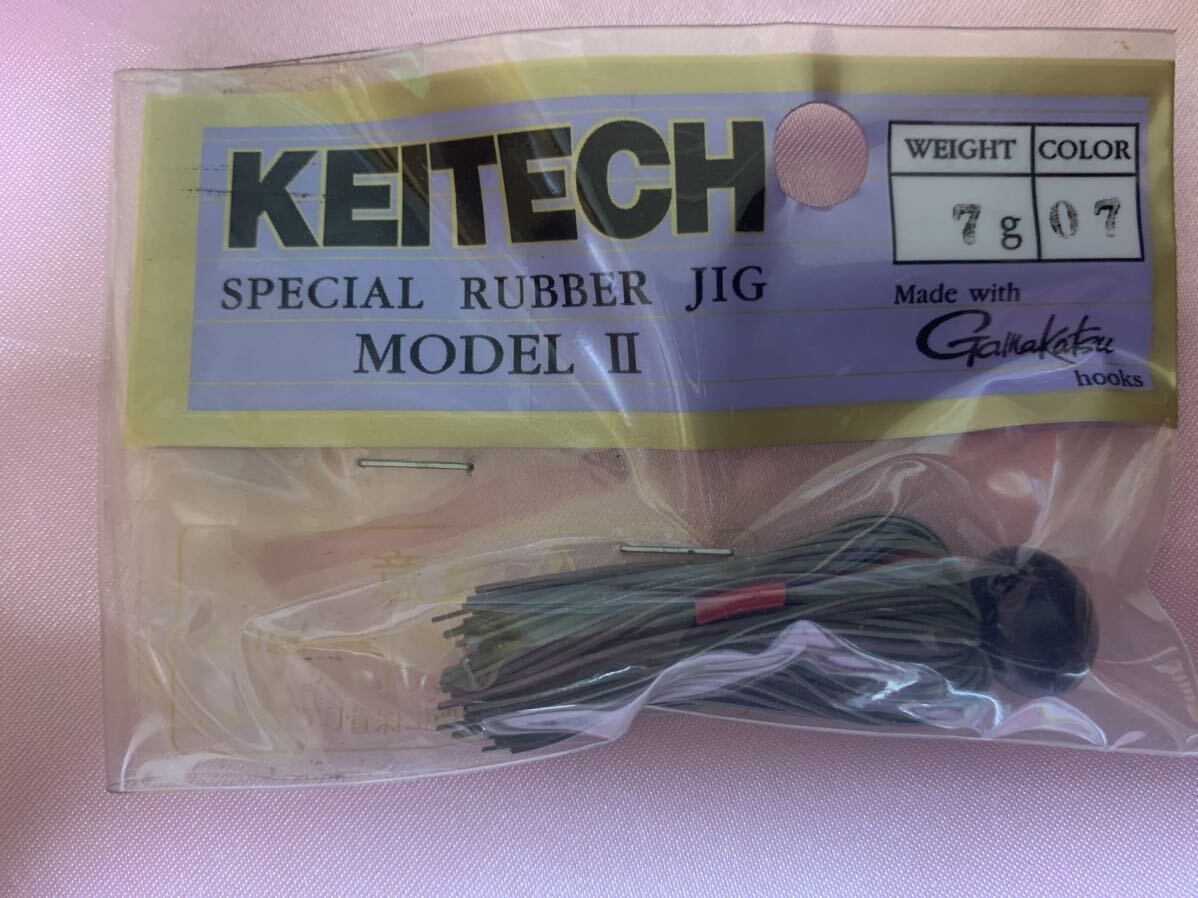 KEITECH
SPECIAL RUBBER JIG
MODEL II
WEIGHT COLOR
7g 07
Made with
Gamakatsu
hooks